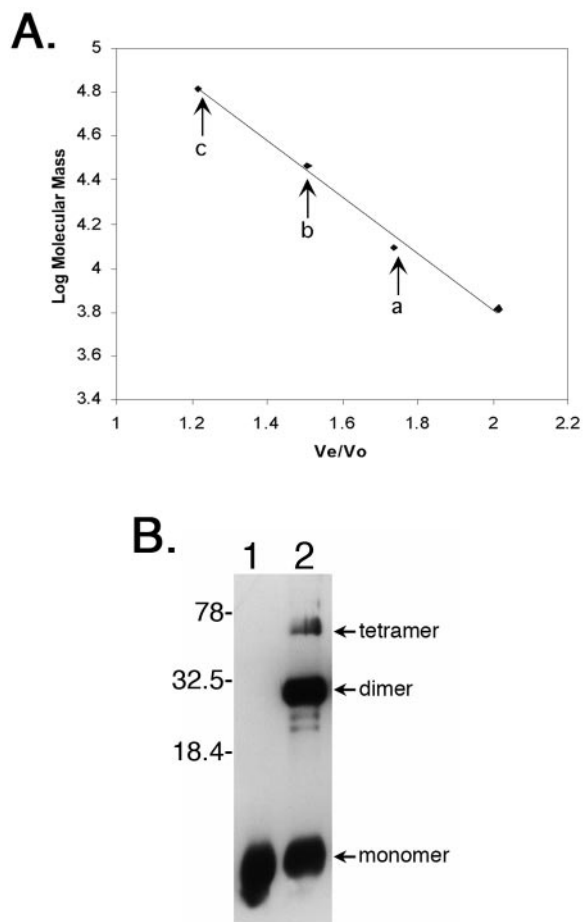 A.
5
4.8
4.6
4.4
4.2
4
3.8
3.6
3.4
Log Molecular Mass
c
b
a
1 1.2 1.4 1.6 1.8 2 2.2
Ve/Vo
B.
1 2
78-
tetramer
32.5-
dimer
18.4-
monomer